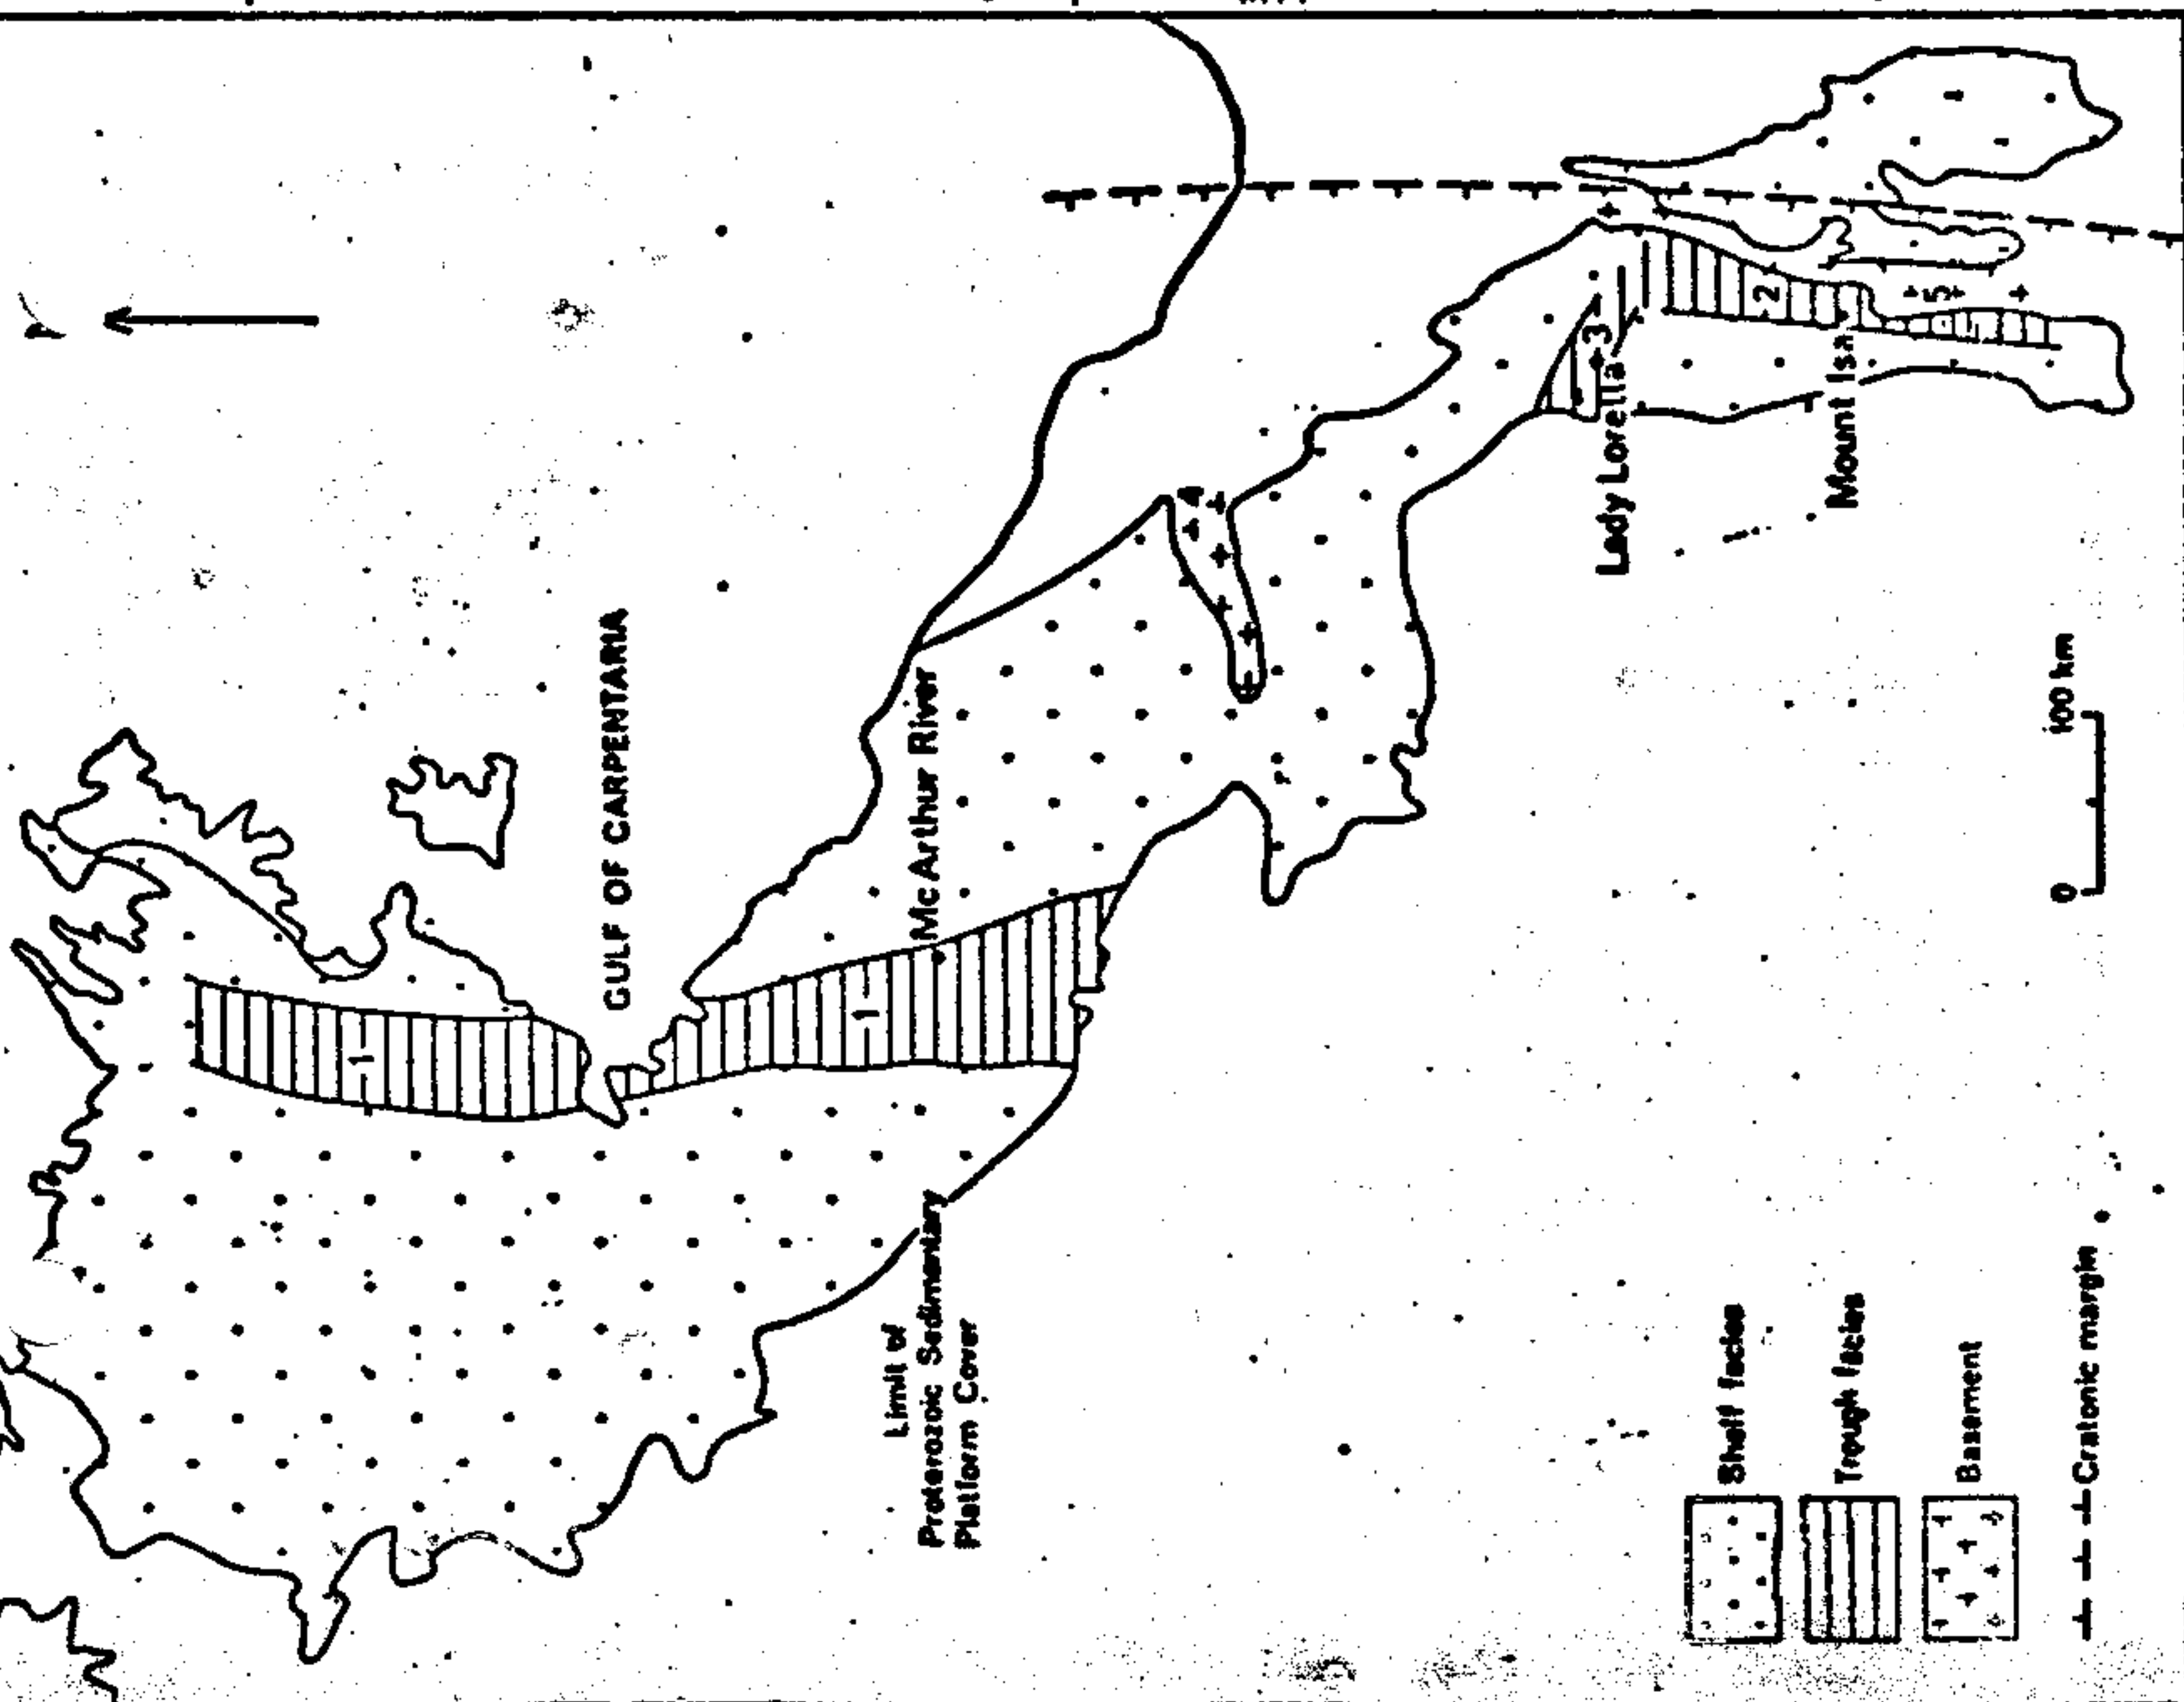 GULF OF CARPENTARIA
McArthur River
Lady Loretta
Mount Isa
1
1
2
3
4
5
Limit of
Proterozoic Sedimentary
Platform Cover
Shelf facies
Trough facies
Basement
Cratonic margin
0
100 km